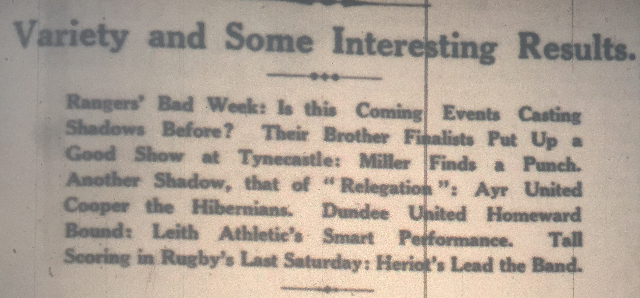 Variety and Some Interesting Results.
Rangers' Bad Week: Is this Coming Events Casting
Shadows Before? Their Brother Finalists Put Up a
Good Show at Tynecastle: Miller Finds a Punch.
Another Shadow, that of "Relegation": Ayr United
Cooper the Hibernians. Dundee United Homeward
Bound: Leith Athletic's Smart Performance. Tall
Scoring in Rugby's Last Saturday: Heriot's Lead the Band.